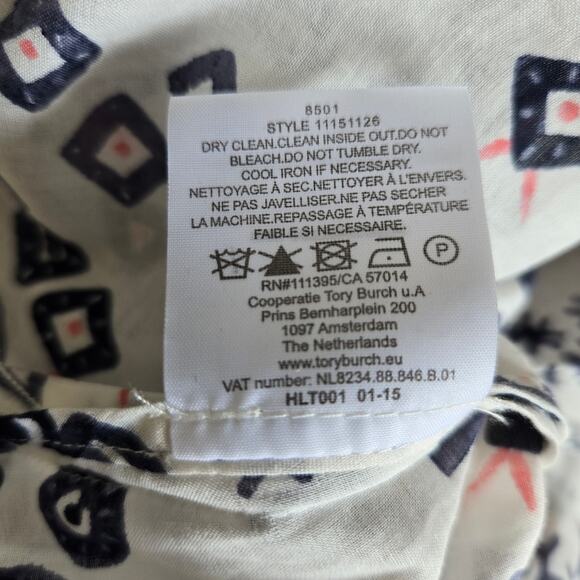 8501
STYLE 11151126
DRY CLEAN.CLEAN INSIDE OUT.DO NOT
BLEACH.DO NOT TUMBLE DRY.
COOL IRON IF NECESSARY.
NETTOYAGE À SEC.NETTOYER À L'ENVERS.
NE PAS JAVELLISER.NE PAS SECHER
LA MACHINE.REPASSAGE À TEMPÉRATURE
FAIBLE SI NECESSAIRE.
P
RN#111395/CA 57014
Cooperatie Tory Burch u.A
Prins Bernharplein 200
1097 Amsterdam
The Netherlands
www.toryburch.eu
VAT number: NL8234.88.846.B.01
HLT001 01-15